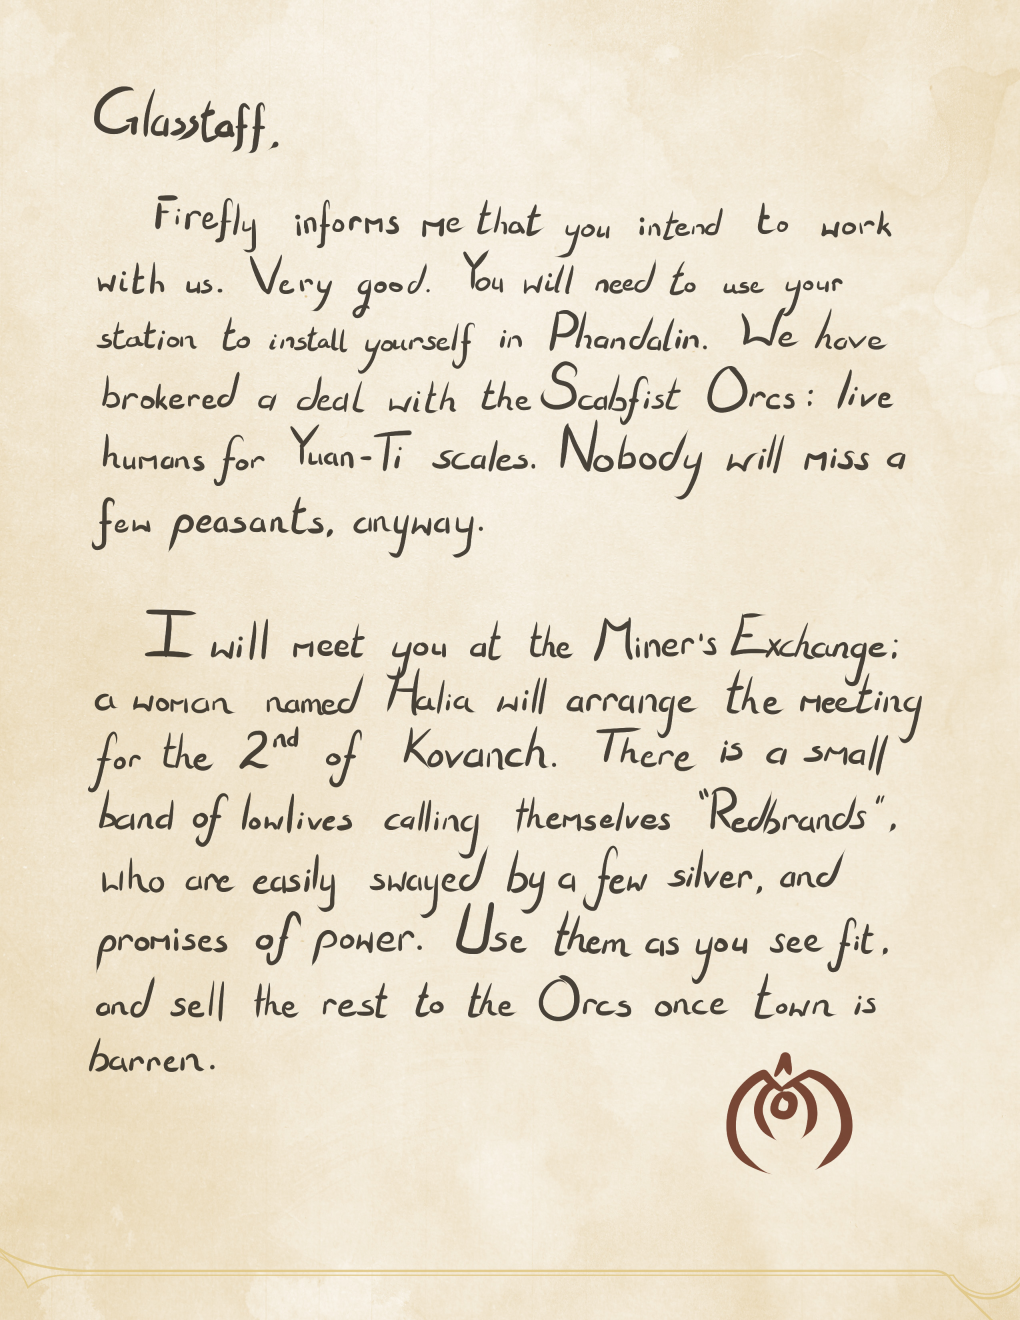 Glasstaff,
Firefly informs me that you intend to work
with us. Very good. You will need to use your
station to install yourself in Phandalin. We have
brokered a deal with the Scabfist Orcs: live
humans for Yuan-Ti scales. Nobody will miss a
few peasants, anyway.
I will meet you at the Miner's Exchange;
a woman named Halia will arrange the meeting
for the 2nd of Kovanch. There is a small
band of lowlives calling themselves "Redbrands",
who are easily swayed by a few silver, and
promises of power. Use them as you see fit,
and sell the rest to the Orcs once town is
barren.